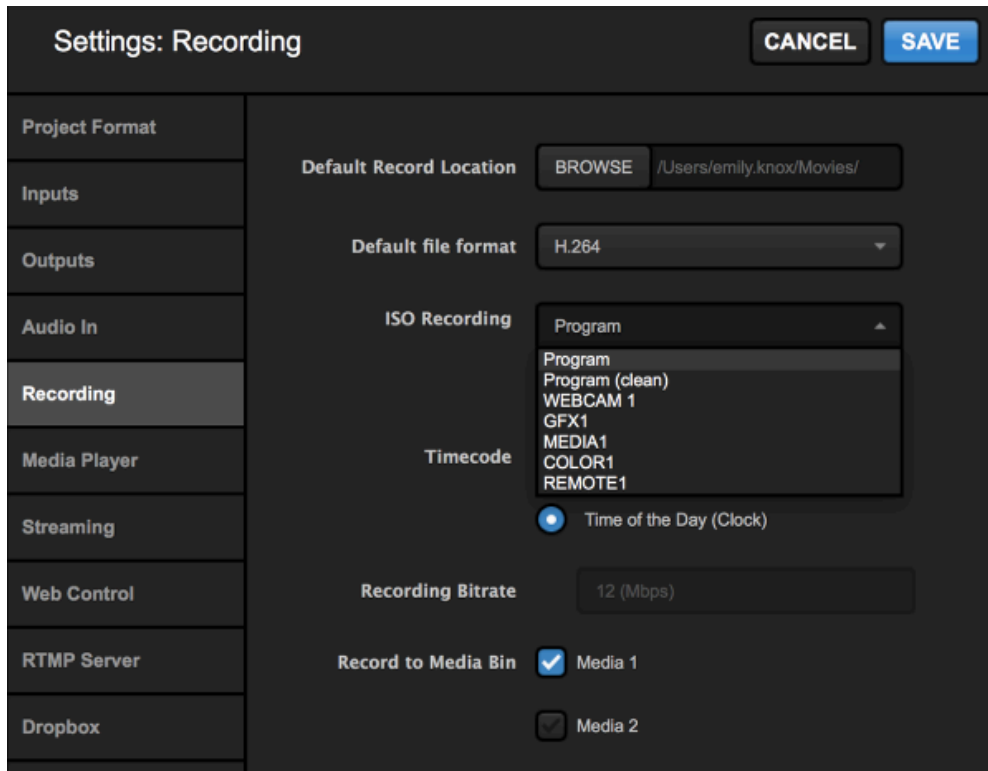 Settings: Recording
CANCEL
SAVE
Project Format
Inputs
Outputs
Audio In
Recording
Media Player
Streaming
Web Control
RTMP Server
Dropbox
Default Record Location
BROWSE
/Users/emily.knox/Movies/
Default file format
H.264
ISO Recording
Program
Program
Program (clean)
WEBCAM 1
GFX1
MEDIA1
COLOR1
REMOTE1
Timecode
Time of the Day (Clock)
Recording Bitrate
12 (Mbps)
Record to Media Bin
Media 1
Media 2